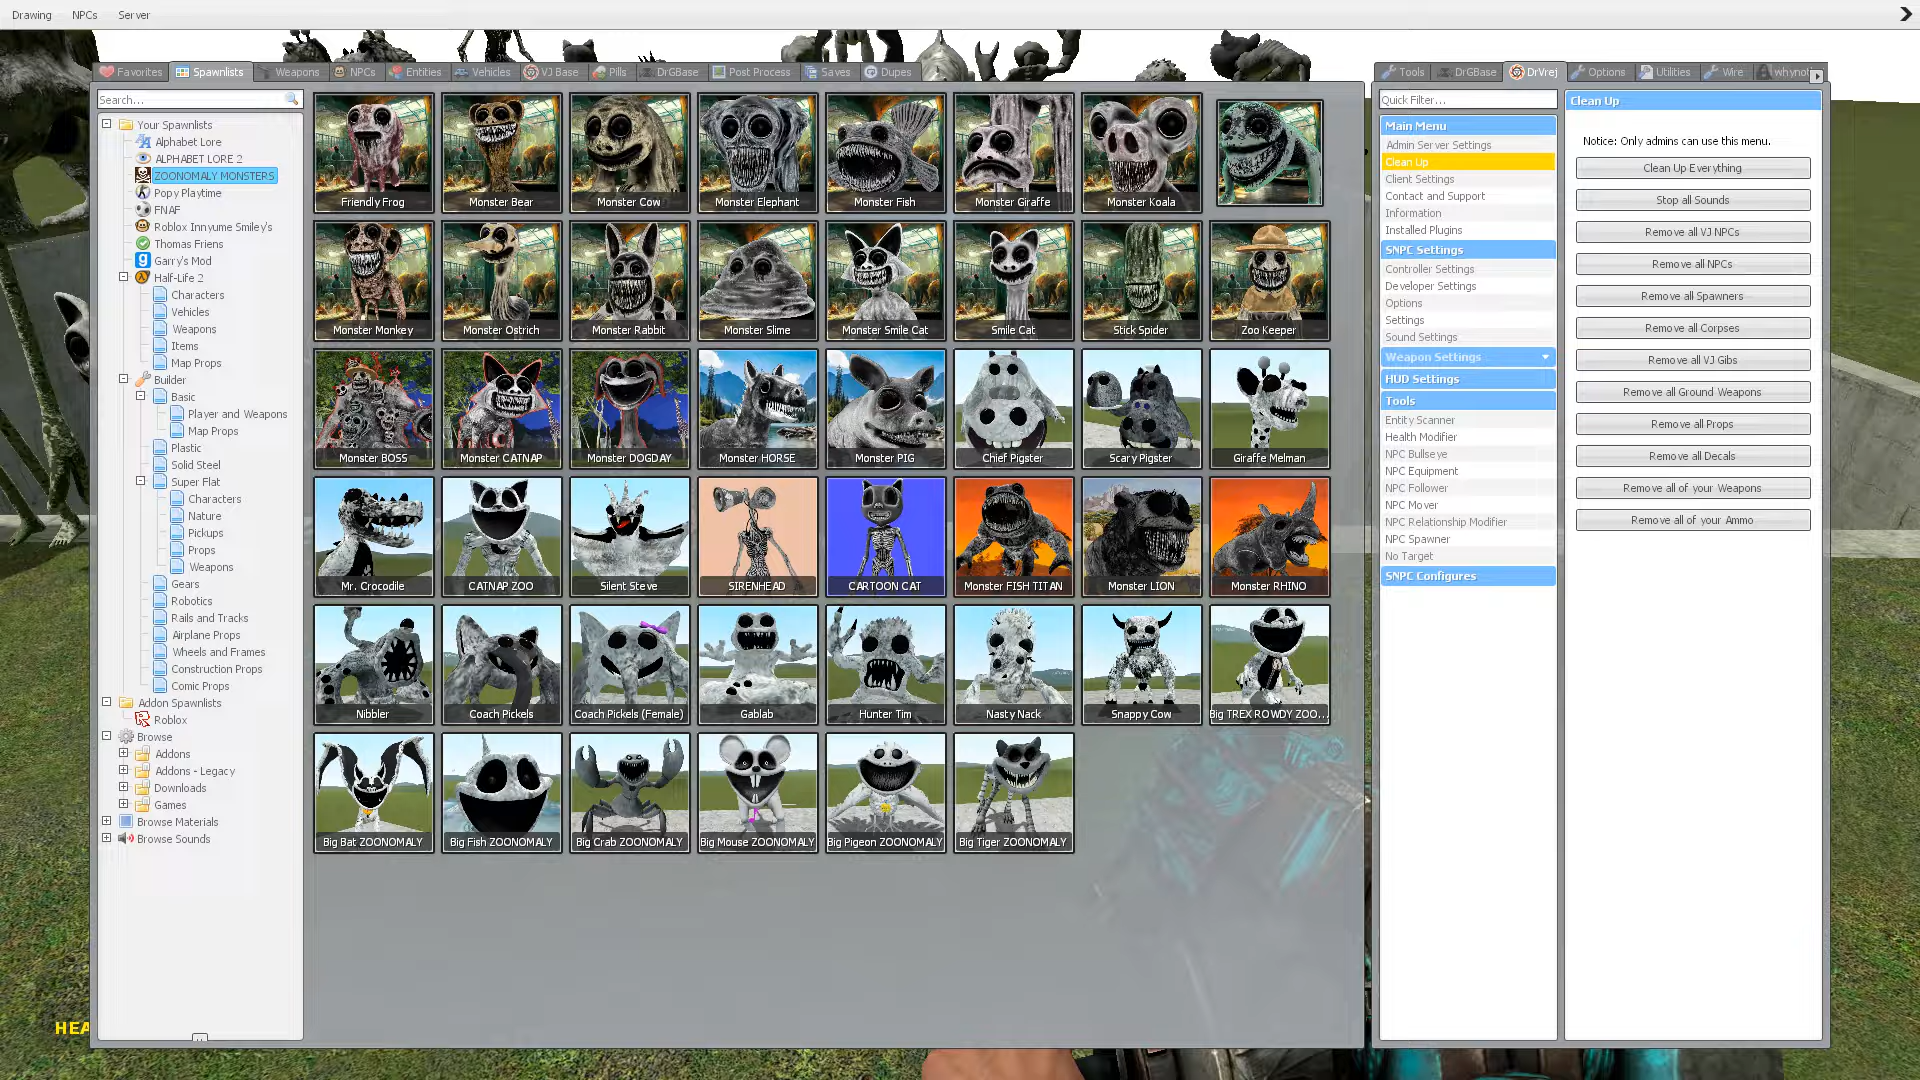 Drawing NPCs Server
Favorites Spawnlists Weapons NPCs Entities Vehicles VJ Base Pills DrGBase Post Process Saves Dupes
Search...
Your Spawnlists
Alphabet Lore
ALPHABET LORE 2
ZOONOMALY MONSTERS
Popy Playtime
FNAF
Roblox Innyume Smiley's
Thomas Friens
Garry's Mod
Half-Life 2
Characters
Vehicles
Weapons
Items
Map Props
Builder
Basic
Player and Weapons
Map Props
Plastic
Solid Steel
Super Flat
Characters
Nature
Pickups
Props
Weapons
Gears
Robotics
Rails and Tracks
Airplane Props
Wheels and Frames
Construction Props
Comic Props
Addon Spawnlists
Roblox
Browse
Addons
Addons - Legacy
Downloads
Games
Browse Materials
Browse Sounds
Friendly Frog Monster Bear Monster Cow Monster Elephant Monster Fish Monster Giraffe Monster Koala
Monster Monkey Monster Ostrich Monster Rabbit Monster Slime Monster Smile Cat Smile Cat Stick Spider Zoo Keeper
Monster BOSS Monster CATNAP Monster DOGDAY Monster HORSE Monster PIG Chief Pigster Scary Pigster Giraffe Melman
Mr. Crocodile CATNAP ZOO Silent Steve SIRENHEAD CARTOON CAT Monster FISH TITAN Monster LION Monster RHINO
Nibbler Coach Pickels Coach Pickels (Female) Gablab Hunter Tim Nasty Nack Snappy Cow Big TREX ROWDY ZOO...
Big Bat ZOONOMALY Big Fish ZOONOMALY Big Crab ZOONOMALY Big Mouse ZOONOMALY Big Pigeon ZOONOMALY Big Tiger ZOONOMALY
HEA
Tools DrGBase DrVrej Options Utilities Wire
Quick Filter...
Main Menu
Admin Server Settings
Clean Up
Client Settings
Contact and Support
Information
Installed Plugins
SNPC Settings
Controller Settings
Developer Settings
Options
Settings
Sound Settings
Weapon Settings
HUD Settings
Tools
Entity Scanner
Health Modifier
NPC Bullseye
NPC Equipment
NPC Follower
NPC Mover
NPC Relationship Modifier
NPC Spawner
No Target
SNPC Configures
Clean Up
Notice: Only admins can use this menu.
Clean Up Everything
Stop all Sounds
Remove all VJ NPCs
Remove all NPCs
Remove all Spawners
Remove all Corpses
Remove all VJ Gibs
Remove all Ground Weapons
Remove all Props
Remove all Decals
Remove all of your Weapons
Remove all of your Ammo